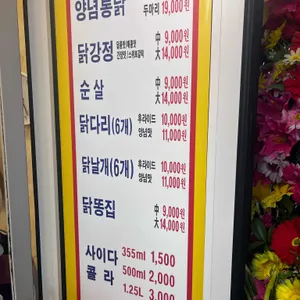 양념통닭 두마리 19,000원
닭강정 中 9,000원
大 14,000원
순살 中 9,000원
大 14,000원
닭다리(6개) 후라이드 10,000원
양념맛 11,000원
닭날개(6개) 후라이드 10,000원
양념맛 11,000원
닭똥집 中 9,000원
大 14,000원
사이다 355ml 1,500
콜라 500ml 2,000
1.25L 3,000